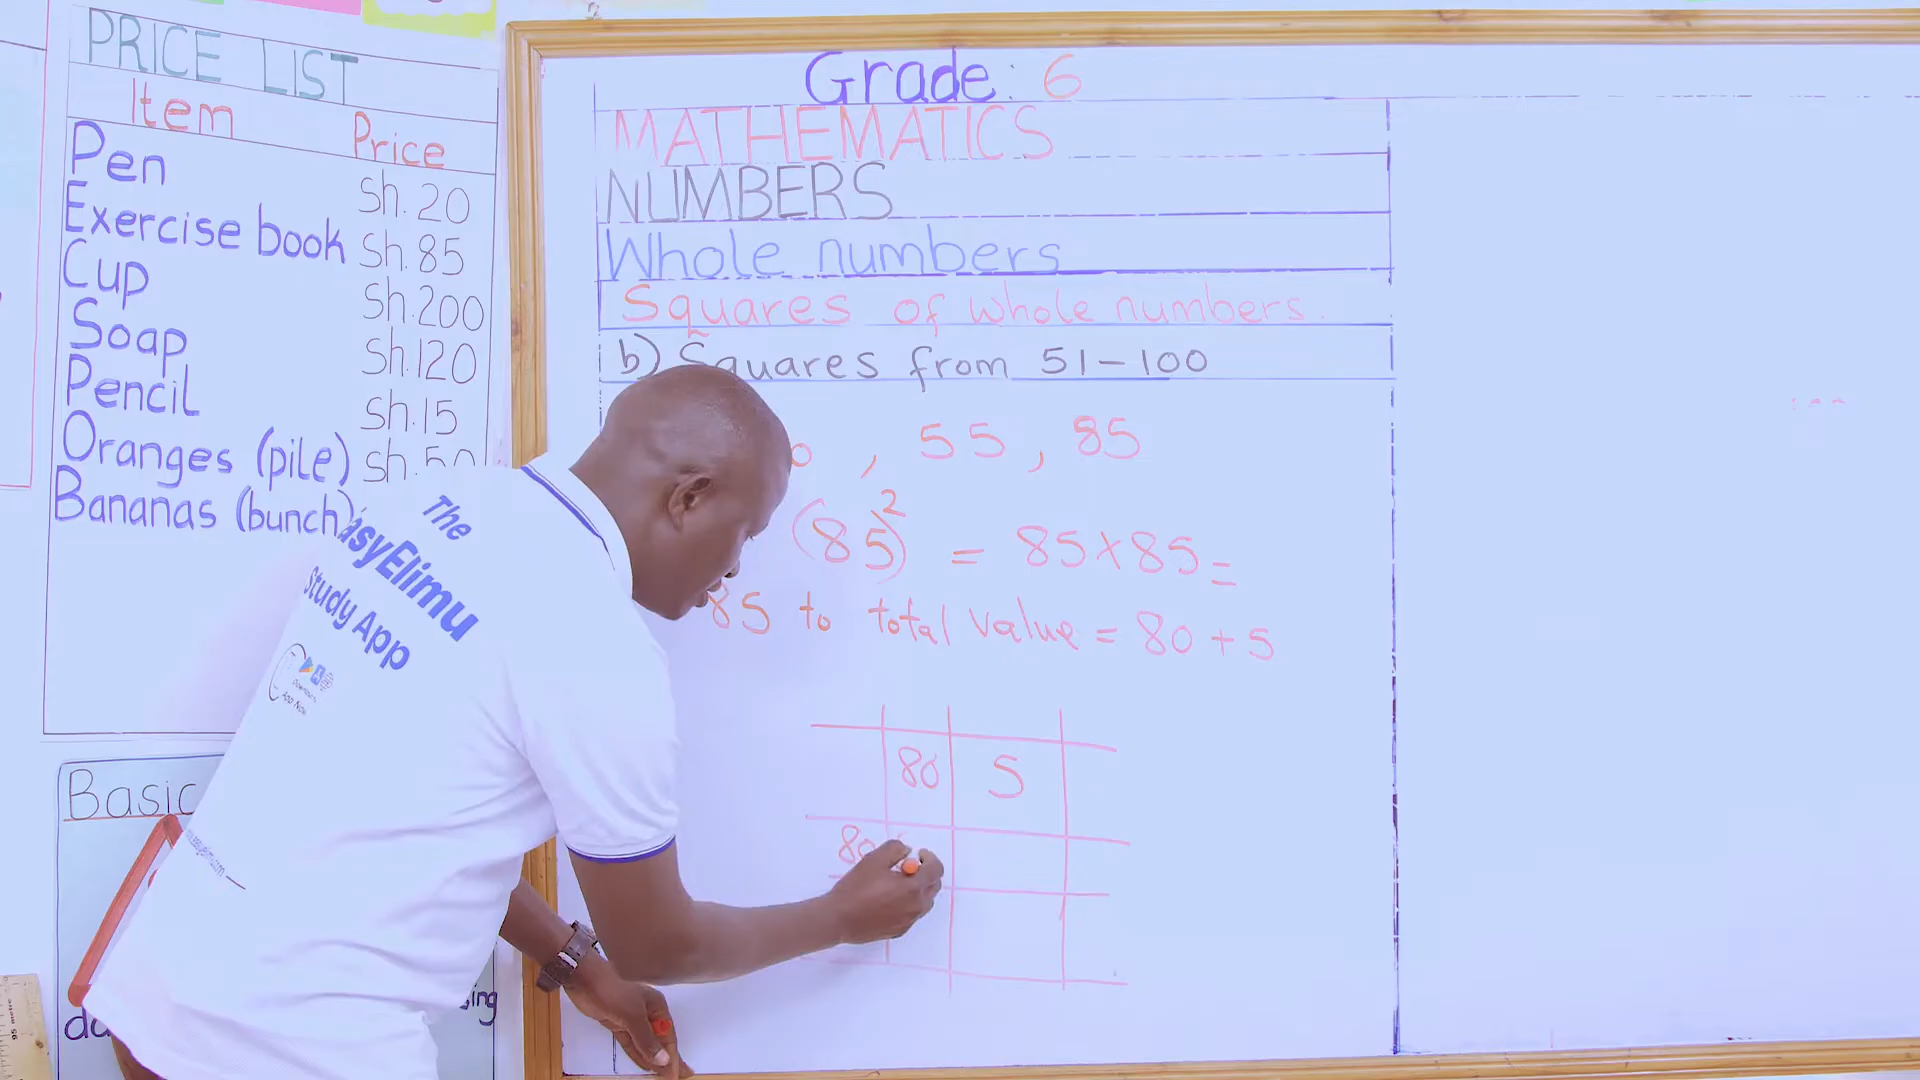 PRICE LIST
Item Price
Pen Sh. 20
Exercise book Sh. 85
Cup Sh. 200
Soap Sh. 120
Pencil Sh. 15
Oranges (pile) Sh. 50
Bananas (bunch)
Basic
Grade: 6
MATHEMATICS
NUMBERS
Whole numbers
Squares of whole numbers.
b) Squares from 51-100
, 55, 85
(85)² = 85×85=
85 to total value = 80 + 5
80 5
80
The
asyElimu
Study App
App Now